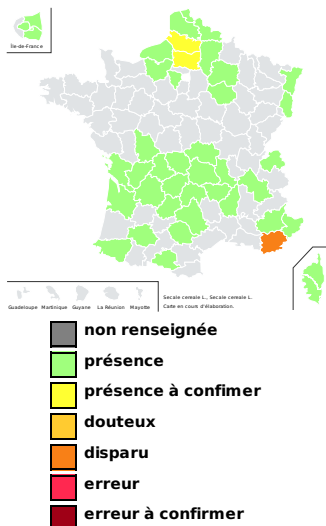 Île-de-France
Guadeloupe Martinique Guyane La Réunion Mayotte
Secale cereale L., Secale cereale L.
Carte en cours d'élaboration.
non renseignée
présence
présence à confimer
douteux
disparu
erreur
erreur à confirmer